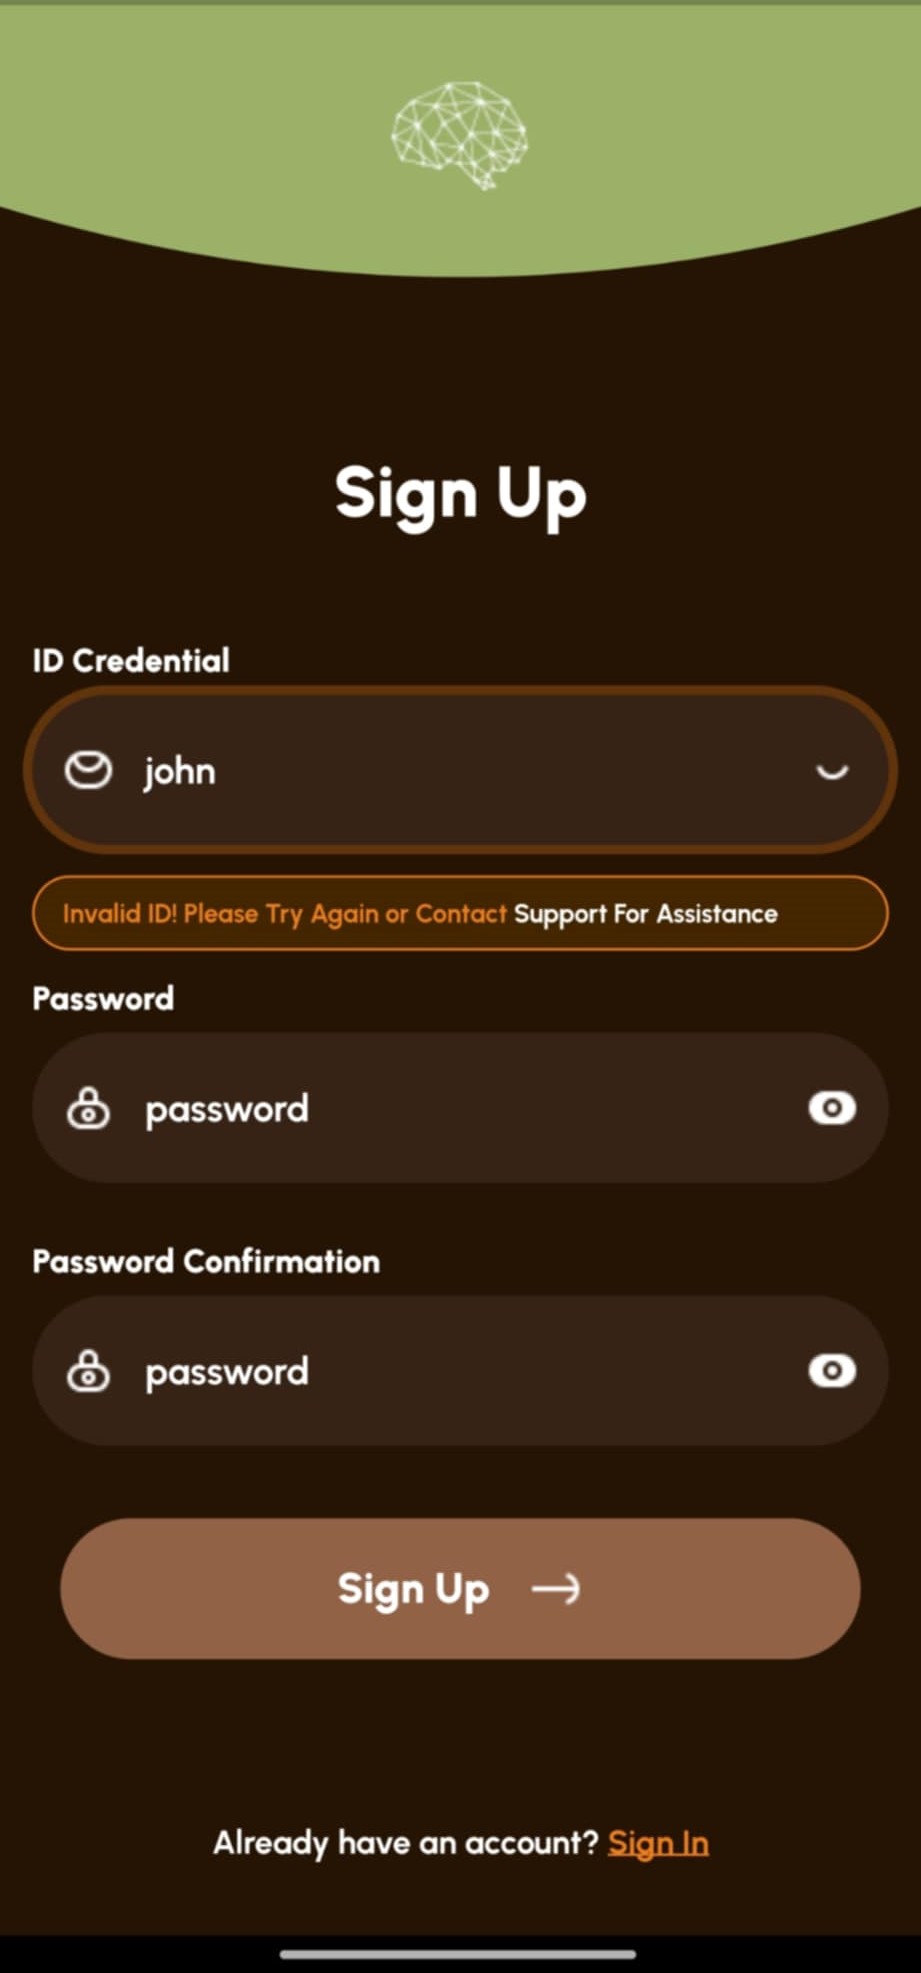 Sign Up
ID Credential
john
Invalid ID! Please Try Again or Contact Support For Assistance
Password
password
Password Confirmation
password
Sign Up
Already have an account? Sign In